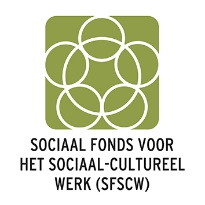 SOCIAAL FONDS VOOR
HET SOCIAAL-CULTUREEL
WERK (SFSCW)